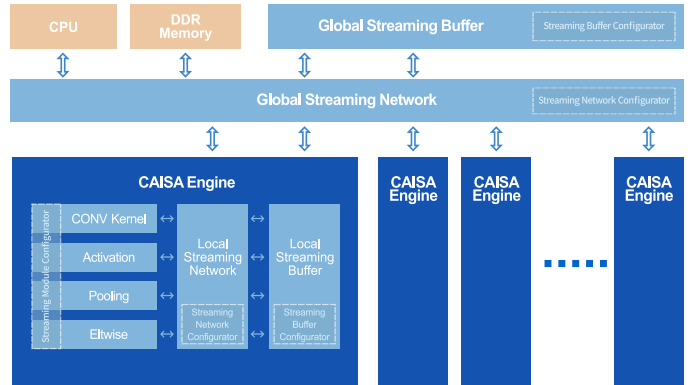 CPU
DDR
Memory
Global Streaming Buffer
Streaming Buffer Configurator
Global Streaming Network
Streaming Network Configurator
CAISA Engine
Streaming Module Configurator
CONV Kernel
Activation
Pooling
Eltwise
Local
Streaming
Network
Streaming
Network
Configurator
Local
Streaming
Buffer
Streaming
Buffer
Configurator
CAISA
Engine
CAISA
Engine
CAISA
Engine